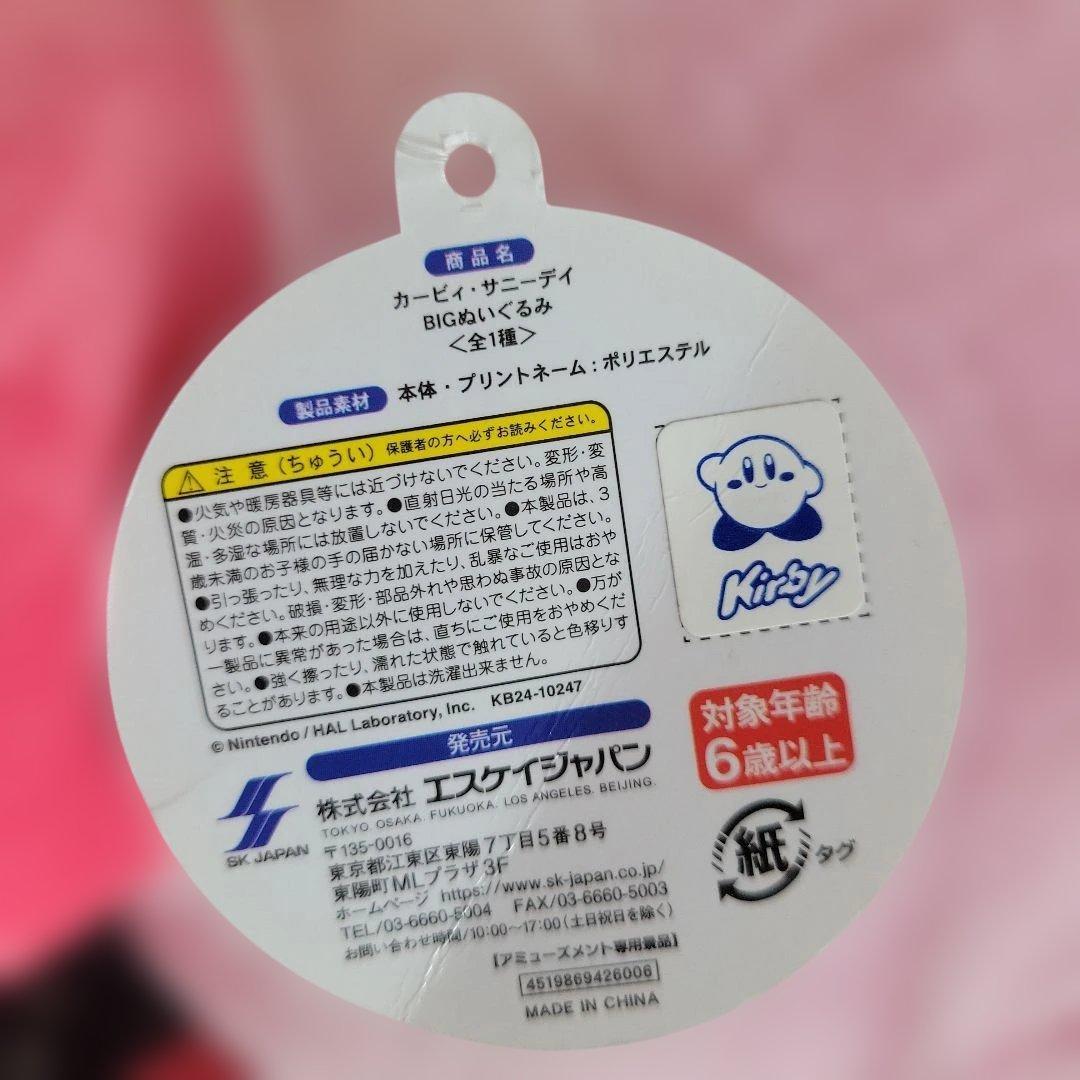 商品名
カービィ・サニーデイ
BIGぬいぐるみ
<全1種>
製品素材 本体・プリントネーム:ポリエステル
注意(ちゅうい) 保護者の方へ必ずお読みください。
●火気や暖房器具等には近づけないでください。変形・変
質・火災の原因となります。●直射日光の当たる場所や高
温・多湿な場所には放置しないでください。●本製品は、3
歳未満のお子様の手の届かない場所に保管してください。
●引っ張ったり、無理な力を加えたり、乱暴なご使用はおや
めください。破損・変形・部品外れや思わぬ事故の原因とな
ります。●本来の用途以外に使用しないでください。●万が
一製品に異常があった場合は、直ちにご使用をおやめくだ
さい。●強く擦ったり、濡れた状態で触れていると色移りす
ることがあります。●本製品は洗濯出来ません。
Kirby
© Nintendo / HAL Laboratory, Inc. KB24-10247
対象年齢
6歳以上
発売元
SK JAPAN
株式会社 エスケイジャパン
TOKYO. OSAKA. FUKUOKA. LOS ANGELES. BEIJING.
〒135-0016
東京都江東区東陽7丁目5番8号
東陽町MLプラザ3F
ホームページ https://www.sk-japan.co.jp/
TEL/03-6660-5004 FAX/03-6660-5003
お問い合わせ時間/10:00~17:00(土日祝日を除く)
紙 タグ
【アミューズメント専用景品】
4519869426006
MADE IN CHINA